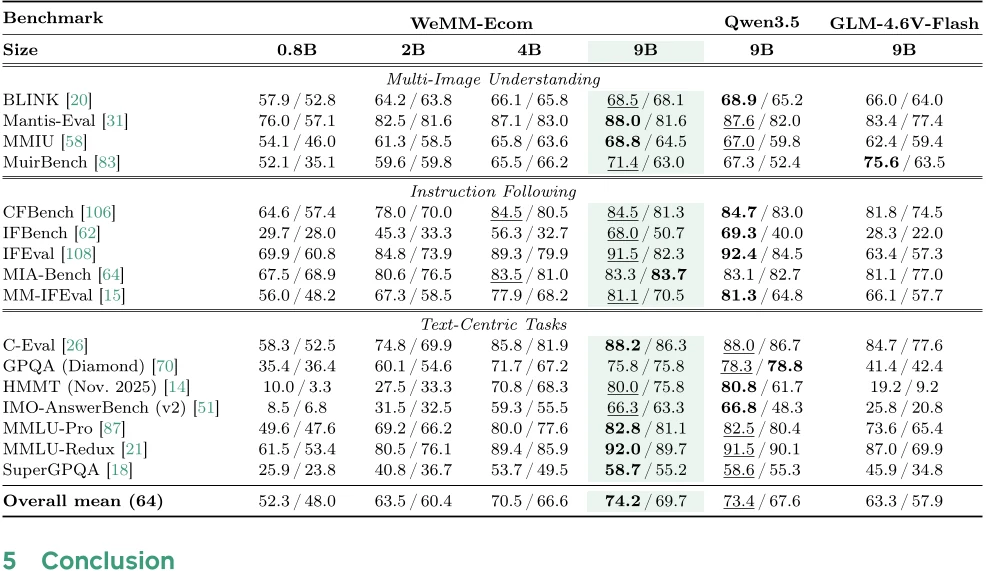 Benchmark WeMM-Ecom Qwen3.5 GLM-4.6V-Flash
Size 0.8B 2B 4B 9B 9B 9B
Multi-Image Understanding
BLINK [20] 57.9 / 52.8 64.2 / 63.8 66.1 / 65.8 68.5 / 68.1 68.9 / 65.2 66.0 / 64.0
Mantis-Eval [31] 76.0 / 57.1 82.5 / 81.6 87.1 / 83.0 88.0 / 81.6 87.6 / 82.0 83.4 / 77.4
MMIU [58] 54.1 / 46.0 61.3 / 58.5 65.8 / 63.6 68.8 / 64.5 67.0 / 59.8 62.4 / 59.4
MuirBench [83] 52.1 / 35.1 59.6 / 59.8 65.5 / 66.2 71.4 / 63.0 67.3 / 52.4 75.6 / 63.5
Instruction Following
CFBench [106] 64.6 / 57.4 78.0 / 70.0 84.5 / 80.5 84.5 / 81.3 84.7 / 83.0 81.8 / 74.5
IFBench [62] 29.7 / 28.0 45.3 / 33.3 56.3 / 32.7 68.0 / 50.7 69.3 / 40.0 28.3 / 22.0
IFEval [108] 69.9 / 60.8 84.8 / 73.9 89.3 / 79.9 91.5 / 82.3 92.4 / 84.5 63.4 / 57.3
MIA-Bench [64] 67.5 / 68.9 80.6 / 76.5 83.5 / 81.0 83.3 / 83.7 83.1 / 82.7 81.1 / 77.0
MM-IFEval [15] 56.0 / 48.2 67.3 / 58.5 77.9 / 68.2 81.1 / 70.5 81.3 / 64.8 66.1 / 57.7
Text-Centric Tasks
C-Eval [26] 58.3 / 52.5 74.8 / 69.9 85.8 / 81.9 88.2 / 86.3 88.0 / 86.7 84.7 / 77.6
GPQA (Diamond) [70] 35.4 / 36.4 60.1 / 54.6 71.7 / 67.2 75.8 / 75.8 78.3 / 78.8 41.4 / 42.4
HMMT (Nov. 2025) [14] 10.0 / 3.3 27.5 / 33.3 70.8 / 68.3 80.0 / 75.8 80.8 / 61.7 19.2 / 9.2
IMO-AnswerBench (v2) [51] 8.5 / 6.8 31.5 / 32.5 59.3 / 55.5 66.3 / 63.3 66.8 / 48.3 25.8 / 20.8
MMLU-Pro [87] 49.6 / 47.6 69.2 / 66.2 80.0 / 77.6 82.8 / 81.1 82.5 / 80.4 73.6 / 65.4
MMLU-Redux [21] 61.5 / 53.4 80.5 / 76.1 89.4 / 85.9 92.0 / 89.7 91.5 / 90.1 87.0 / 69.9
SuperGPQA [18] 25.9 / 23.8 40.8 / 36.7 53.7 / 49.5 58.7 / 55.2 58.6 / 55.3 45.9 / 34.8
Overall mean (64) 52.3 / 48.0 63.5 / 60.4 70.5 / 66.6 74.2 / 69.7 73.4 / 67.6 63.3 / 57.9
5 Conclusion